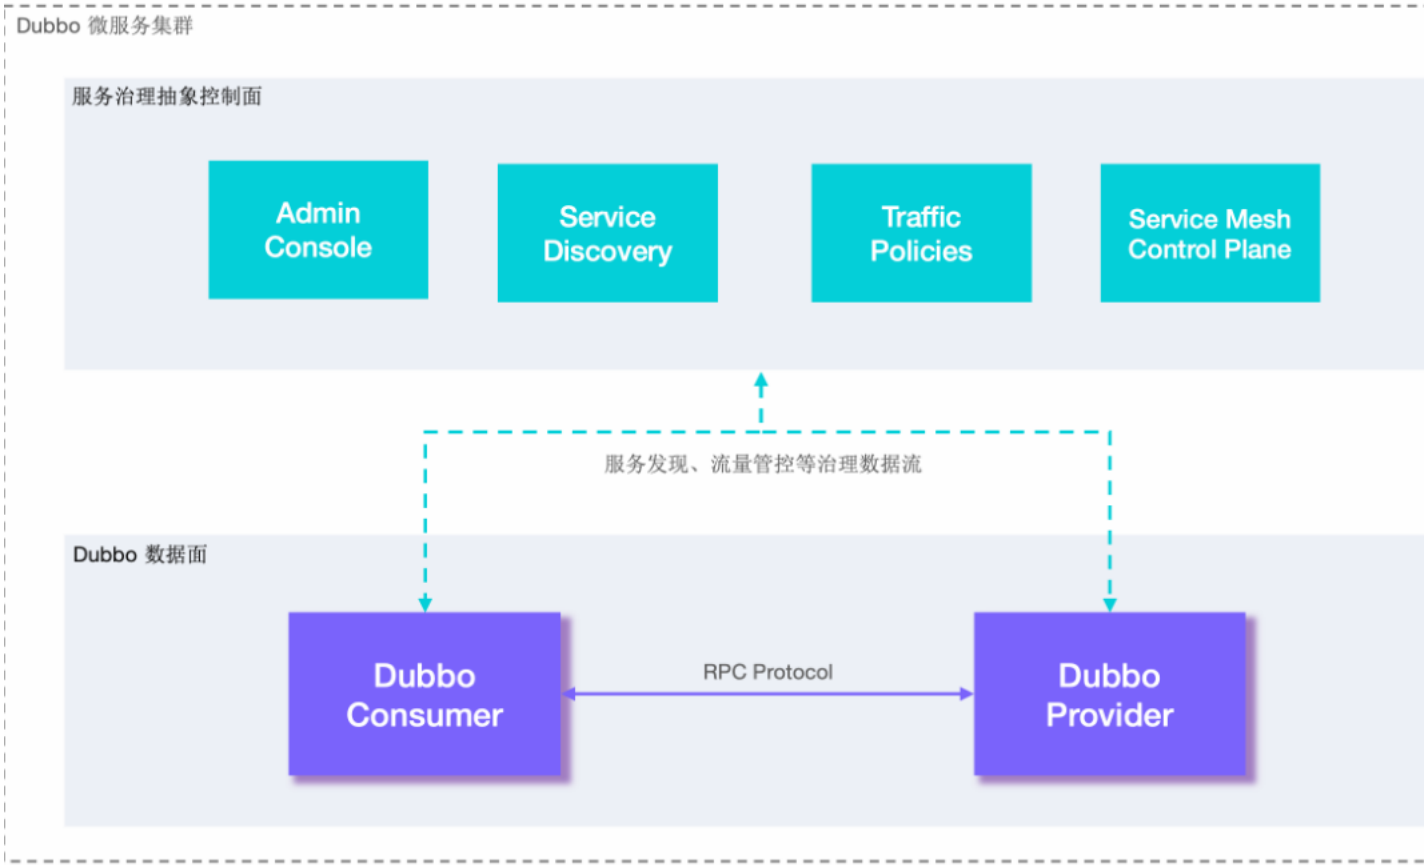 Dubbo 微服务集群
服务治理抽象控制面
Admin
Console
Service
Discovery
Traffic
Policies
Service Mesh
Control Plane
服务发现、流量管控等治理数据流
Dubbo 数据面
Dubbo
Consumer
RPC Protocol
Dubbo
Provider